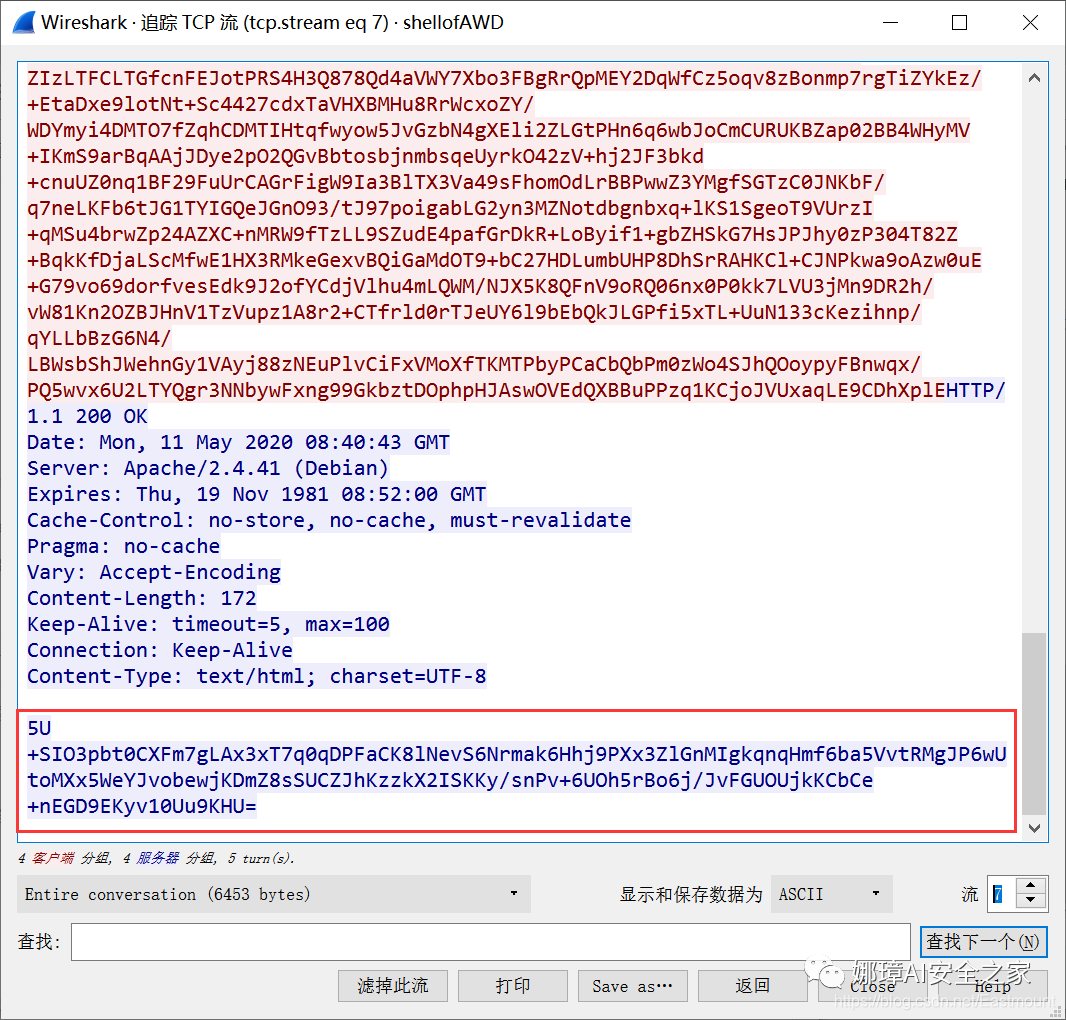 Wireshark · 追踪 TCP 流 (tcp.stream eq 7) · shellofAWD
ZIzLTFCLTGfcnFEJotPRS4H3Q878Qd4aVWY7Xbo3FBgRrQpMEY2DqWfCz5oqv8zBonmp7rgTiZYkEz/
+EtaDxe9lotNt+Sc4427cdxTaVHXBMHu8RrWcxoZY/
WDYmyi4DMTO7fZqhCDMTIHtqfwyow5JvGzbN4gXEli2ZLGtPHn6q6wbJoCmCURUKBZap02BB4WHyMV
+IKmS9arBqAAjJDye2pO2QGvBbtosbjnmbsqeUyrkO42zV+hj2JF3bkd
+cnuUZ0nq1BF29FuUrCAGrFigW9Ia3BlTX3Va49sFhomOdLrBBPwwZ3YMgfSGTzC0JNKbF/
q7neLKFb6tJG1TYIGQeJGnO93/tJ97poigabLG2yn3MZNotdbgnbxq+lKS1SgeoT9VUrzI
+qMSu4brwZp24AZXC+nMRW9fTzLL9SZudE4pafGrDkR+LoByif1+gbZHSkG7HsJPJhy0zP304T82Z
+BqkKfDjaLScMfwE1HX3RMkeGexvBQiGaMdOT9+bC27HDLumbUHP8DhSrRAHKCl+CJNPkwa9oAzw0uE
+G79vo69dorfvesEdk9J2ofYCdjVlhu4mLQWM/NJX5K8QFnV9oRQ06nx0P0kk7LVU3jMn9DR2h/
vW81Kn2OZBJHnV1TzVupz1A8r2+CTfrld0rTJeUY6l9bEbQkJLGPfi5xTL+UuN133cKezihnp/
qYLLbBzG6N4/
LBWsbShJWehnGy1VAyj88zNEuPlvCiFxVMoXfTKMTPbyPCaCbQbPm0zWo4SJhQOoypyFBnwqx/
PQ5wvx6U2LTYQgr3NNbywFxng99GkbztDOphpHJAswOVEdQXBBuPPzq1KCjoJVUxaqLE9CDhXplEHTTP/
1.1 200 OK
Date: Mon, 11 May 2020 08:40:43 GMT
Server: Apache/2.4.41 (Debian)
Expires: Thu, 19 Nov 1981 08:52:00 GMT
Cache-Control: no-store, no-cache, must-revalidate
Pragma: no-cache
Vary: Accept-Encoding
Content-Length: 172
Keep-Alive: timeout=5, max=100
Connection: Keep-Alive
Content-Type: text/html; charset=UTF-8
5U
+SIO3pbt0CXFm7gLAx3xT7q0qDPFaCK8lNevS6Nrmak6Hhj9PXx3ZlGnMIgkqnqHmf6ba5VvtRMgJP6wU
toMXx5WeYJvobewjKDmZ8sSUCZJhKzzkX2ISKKy/snPv+6UOh5rBo6j/JvFGUOUjkKCbCe
+nEGD9EKyv10Uu9KHU=
4 客户端 分组, 4 服务器 分组, 5 turn(s).
Entire conversation (6453 bytes) 显示和保存数据为 ASCII 流 7
查找: 查找下一个(N)
滤掉此流 打印 Save as… 返回 Close Help
娜璋AI安全之家
https://blog.csdn.net/Eastmount